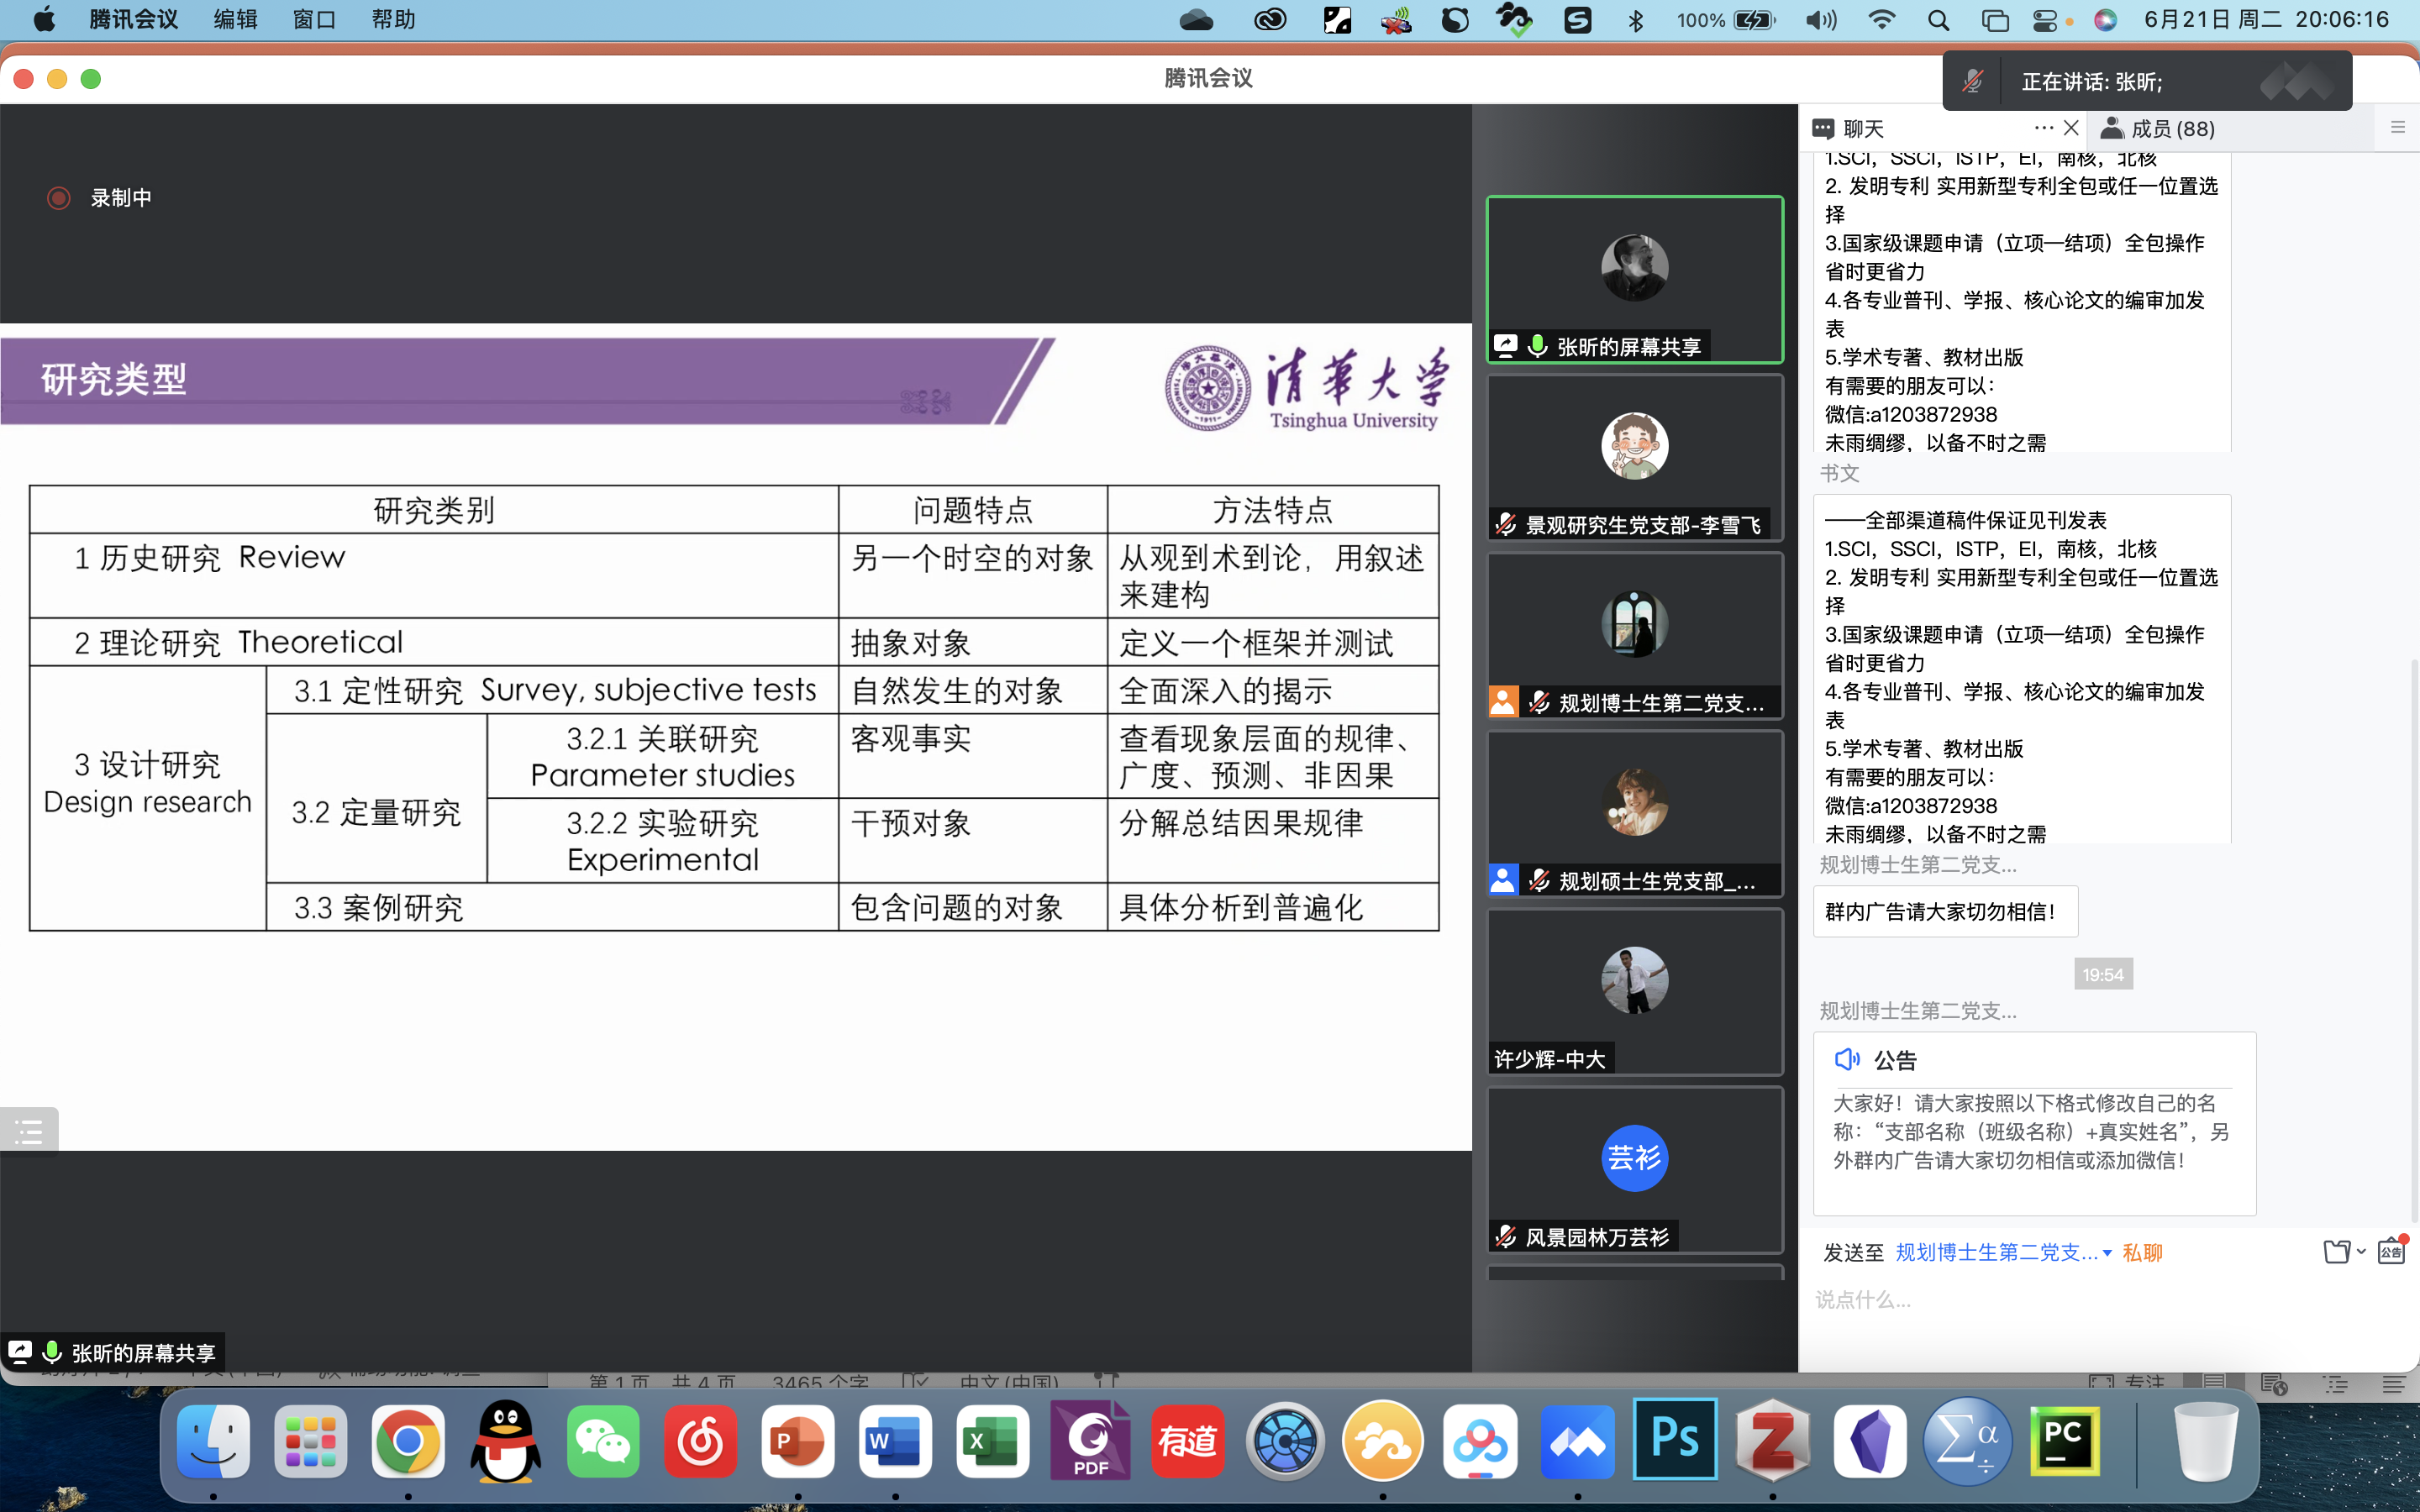 腾讯会议 编辑 窗口 帮助
100% 6月21日 周二 20:06:16
腾讯会议
正在讲话: 张昕;
录制中
研究类型
清華大学
Tsinghua University
研究类别 问题特点 方法特点
1 历史研究 Review 另一个时空的对象 从观到术到论，用叙述
来建构
2 理论研究 Theoretical 抽象对象 定义一个框架并测试
3 设计研究
Design research
3.1 定性研究 Survey, subjective tests 自然发生的对象 全面深入的揭示
3.2 定量研究
3.2.1 关联研究
Parameter studies
客观事实 查看现象层面的规律、
广度、预测、非因果
3.2.2 实验研究
Experimental
干预对象 分解总结因果规律
3.3 案例研究 包含问题的对象 具体分析到普遍化
张昕的屏幕共享
张昕的屏幕共享
景观研究生党支部-李雪飞
规划博士生第二党支...
规划硕士生党支部_...
许少辉-中大
芸衫
风景园林万芸衫
聊天
成员 (88)
1.SCI，SSCI，ISTP，EI，南核，北核
2. 发明专利 实用新型专利全包或任一位置选
择
3.国家级课题申请（立项—结项）全包操作
省时更省力
4.各专业普刊、学报、核心论文的编审加发
表
5.学术专著、教材出版
有需要的朋友可以：
微信:a1203872938
未雨绸缪，以备不时之需
书文
——全部渠道稿件保证见刊发表
1.SCI，SSCI，ISTP，EI，南核，北核
2. 发明专利 实用新型专利全包或任一位置选
择
3.国家级课题申请（立项—结项）全包操作
省时更省力
4.各专业普刊、学报、核心论文的编审加发
表
5.学术专著、教材出版
有需要的朋友可以：
微信:a1203872938
未雨绸缪，以备不时之需
规划博士生第二党支...
群内广告请大家切勿相信！
19:54
规划博士生第二党支...
公告
大家好！请大家按照以下格式修改自己的名
称：“支部名称（班级名称）+真实姓名”，另
外群内广告请大家切勿相信或添加微信！
发送至 规划博士生第二党支... 私聊
公告
说点什么...
第 1 页 共 4 页 3465 个字 中文 (中国) 专注
P W X PDF 有道 Ps Z Σα÷ PC